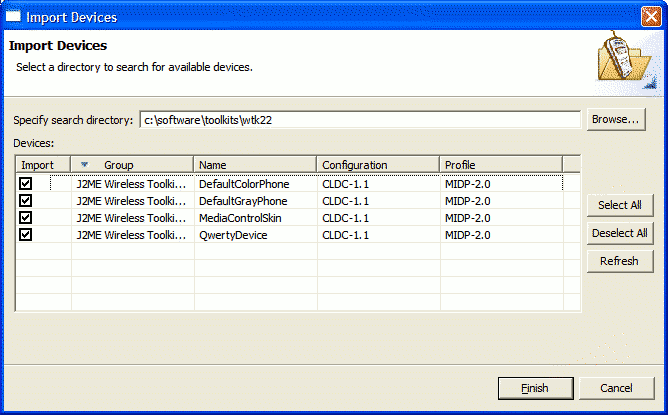 Import Devices
Import Devices
Select a directory to search for available devices.
Specify search directory: c:\software\toolkits\wtk22 Browse...
Devices:
Import Group Name Configuration Profile
J2ME Wireless Toolki... DefaultColorPhone CLDC-1.1 MIDP-2.0
J2ME Wireless Toolki... DefaultGrayPhone CLDC-1.1 MIDP-2.0
J2ME Wireless Toolki... MediaControlSkin CLDC-1.1 MIDP-2.0
J2ME Wireless Toolki... QwertyDevice CLDC-1.1 MIDP-2.0
Select All
Deselect All
Refresh
Finish Cancel